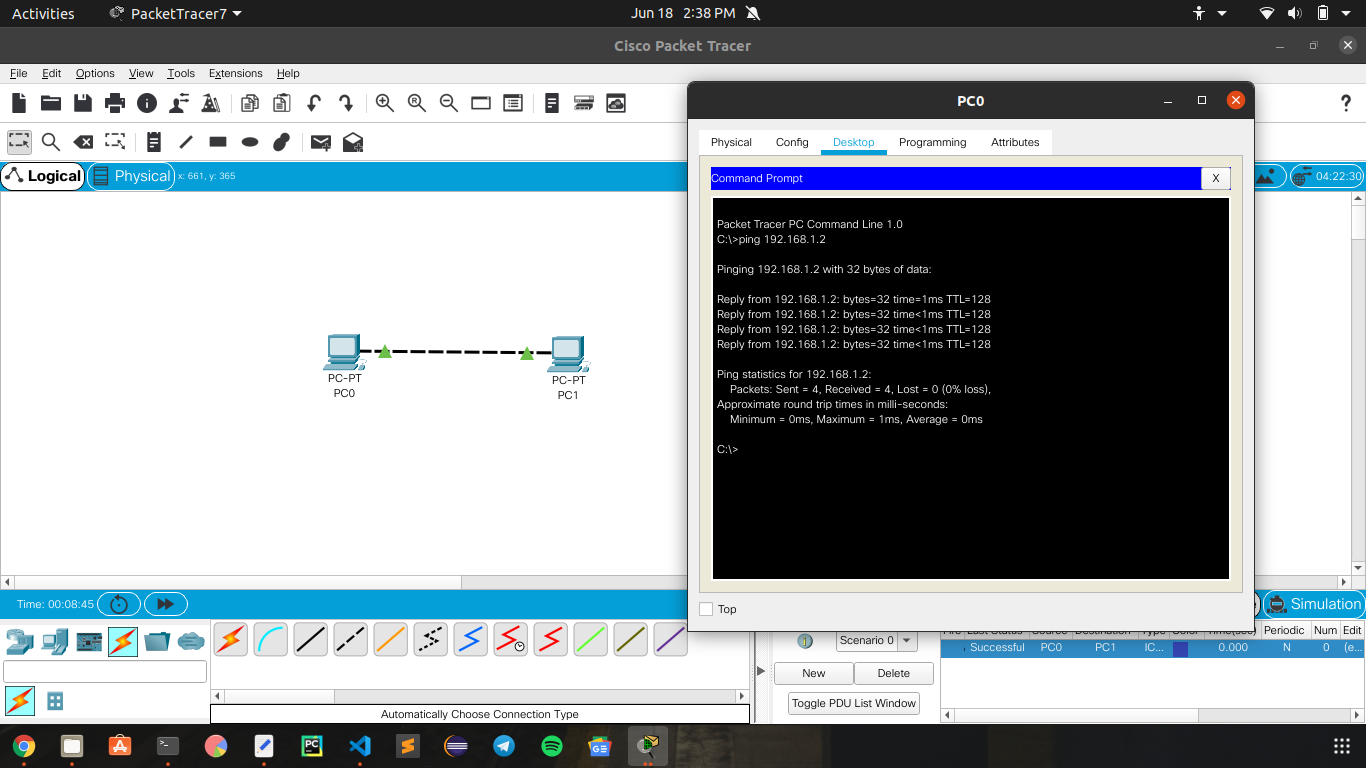 Activities PacketTracer7 Jun 18 2:38 PM
Cisco Packet Tracer
File Edit Options View Tools Extensions Help
?
PC0
Physical Config Desktop Programming Attributes
Logical Physical x: 661, y: 365
04:22:30
Command Prompt X
Packet Tracer PC Command Line 1.0
C:\>ping 192.168.1.2
Pinging 192.168.1.2 with 32 bytes of data:
Reply from 192.168.1.2: bytes=32 time=1ms TTL=128
Reply from 192.168.1.2: bytes=32 time<1ms TTL=128
Reply from 192.168.1.2: bytes=32 time<1ms TTL=128
Reply from 192.168.1.2: bytes=32 time<1ms TTL=128
Ping statistics for 192.168.1.2:
Packets: Sent = 4, Received = 4, Lost = 0 (0% loss),
Approximate round trip times in milli-seconds:
Minimum = 0ms, Maximum = 1ms, Average = 0ms
C:\>
PC-PT
PC0
PC-PT
PC1
Top
Time: 00:08:45
Simulation
Scenario 0
Fire Last Status Source Destination Type Color Time(sec) Periodic Num Edit
Successful PC0 PC1 IC... 0.000 N 0 (e...
New Delete
Toggle PDU List Window
Automatically Choose Connection Type
PC
GE